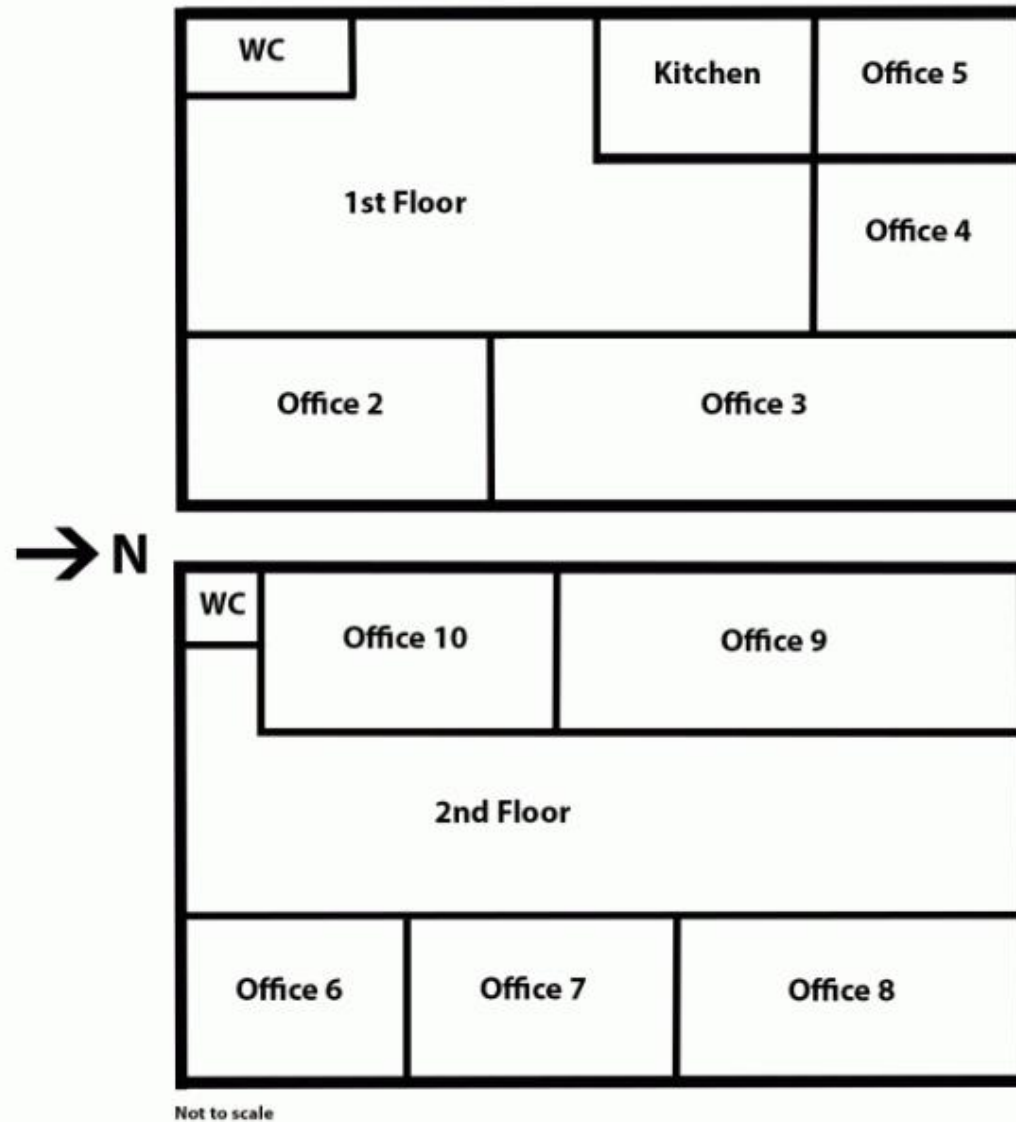 WC
Kitchen
Office 5
1st Floor
Office 4
Office 2
Office 3
N
WC
Office 10
Office 9
2nd Floor
Office 6
Office 7
Office 8
Not to scale